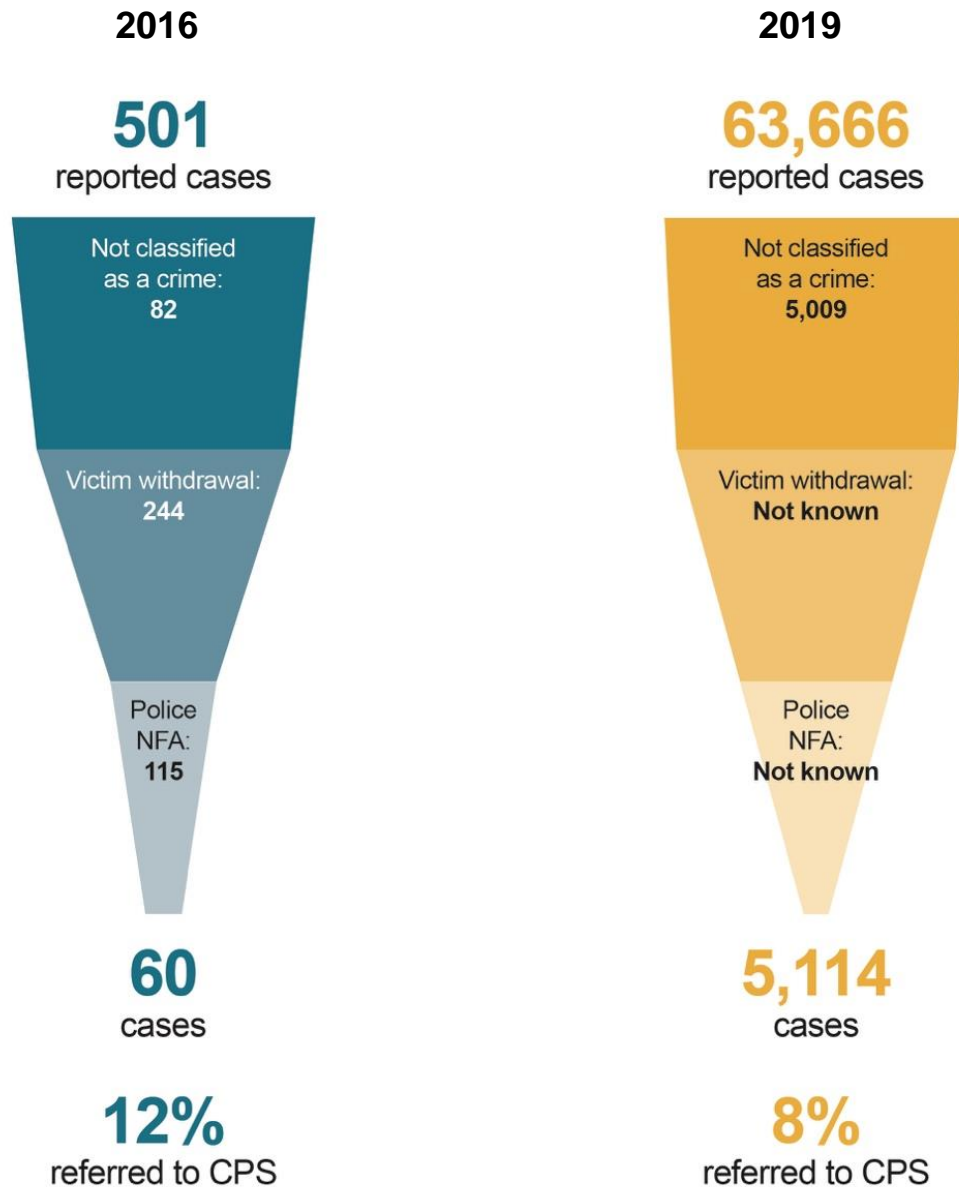 2016
501
reported cases
Not classified
as a crime:
82
Victim withdrawal:
244
Police
NFA:
115
60
cases
12%
referred to CPS
2019
63,666
reported cases
Not classified
as a crime:
5,009
Victim withdrawal:
Not known
Police
NFA:
Not known
5,114
cases
8%
referred to CPS